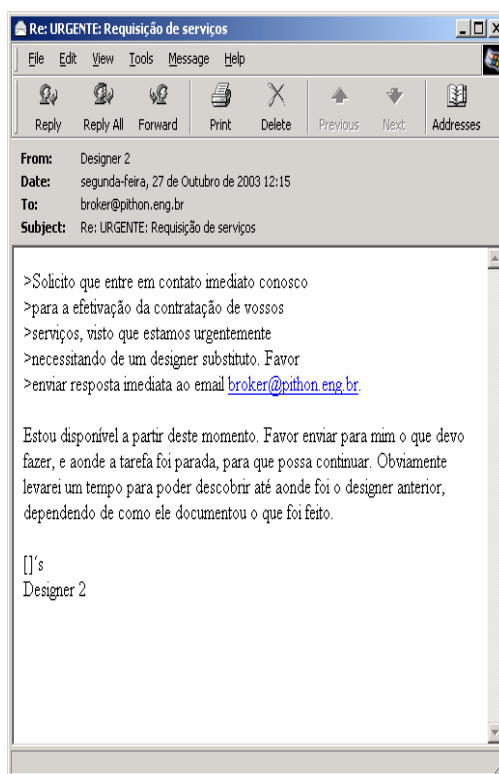 Re: URGENTE: Requisição de serviços
File Edit View Tools Message Help
Reply Reply All Forward Print Delete Previous Next Addresses
From: Designer 2
Date: segunda-feira, 27 de Outubro de 2003 12:15
To: broker@pithon.eng.br
Subject: Re: URGENTE: Requisição de serviços
>Solicito que entre em contato imediato conosco
>para a efetivação da contratação de vossos
>serviços, visto que estamos urgentemente
>necessitando de um designer substituto. Favor
>enviar resposta imediata ao email broker@pithon.eng.br.
Estou disponível a partir deste momento. Favor enviar para mim o que devo
fazer, e aonde a tarefa foi parada, para que possa continuar. Obviamente
levarei um tempo para poder descobrir até aonde foi o designer anterior,
dependendo de como ele documentou o que foi feito.
[]´s
Designer 2